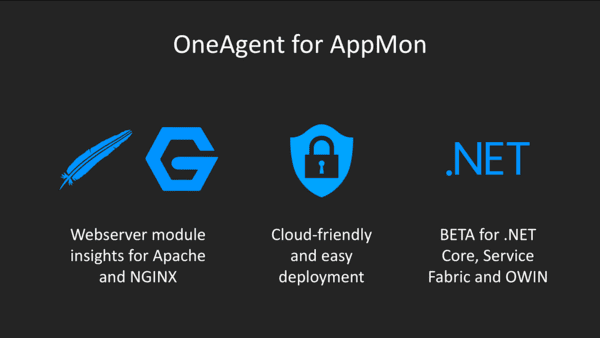 OneAgent for AppMon
.NET
Webserver module
insights for Apache
and NGINX
Cloud-friendly
and easy
deployment
BETA for .NET
Core, Service
Fabric and OWIN